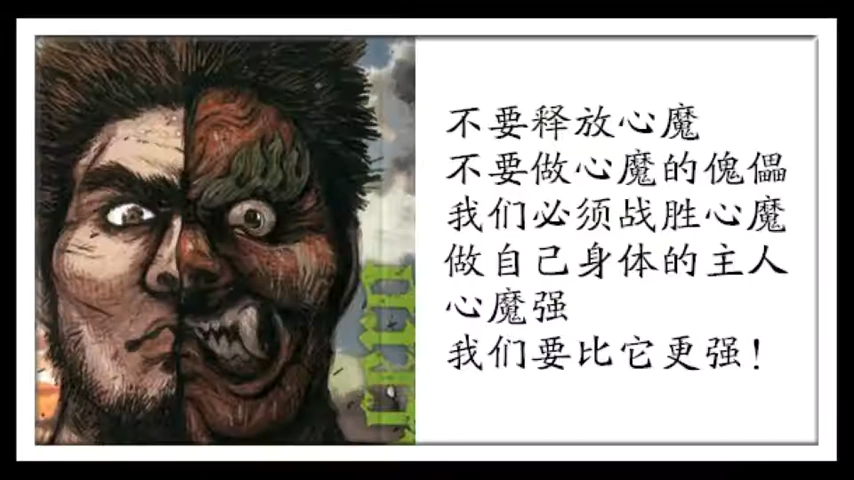 不要释放心魔
不要做心魔的傀儡
我们必须战胜心魔
做自己身体的主人
心魔强
我们要比它更强！